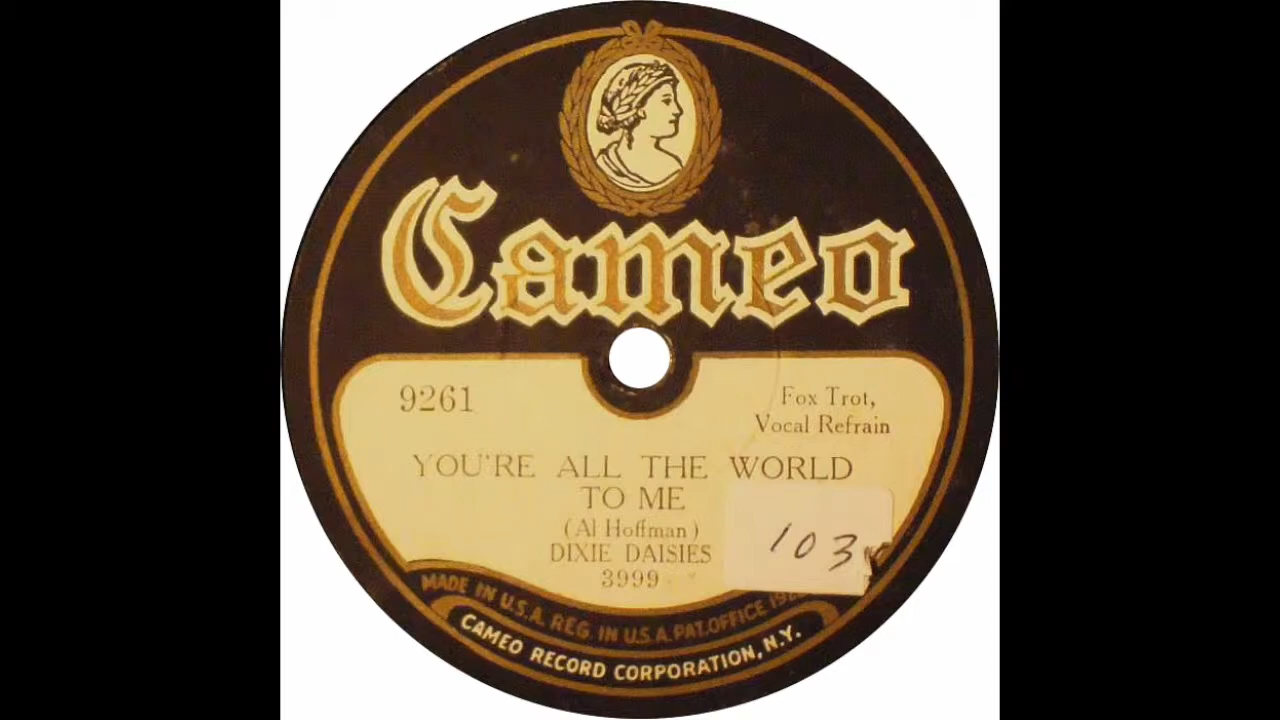 Cameo
9261
Fox Trot,
Vocal Refrain
YOU'RE ALL THE WORLD
TO ME
(Al Hoffman)
DIXIE DAISIES
3999
103
MADE IN U.S.A. REG. IN U.S.A. PAT. OFFICE
CAMEO RECORD CORPORATION, N.Y.